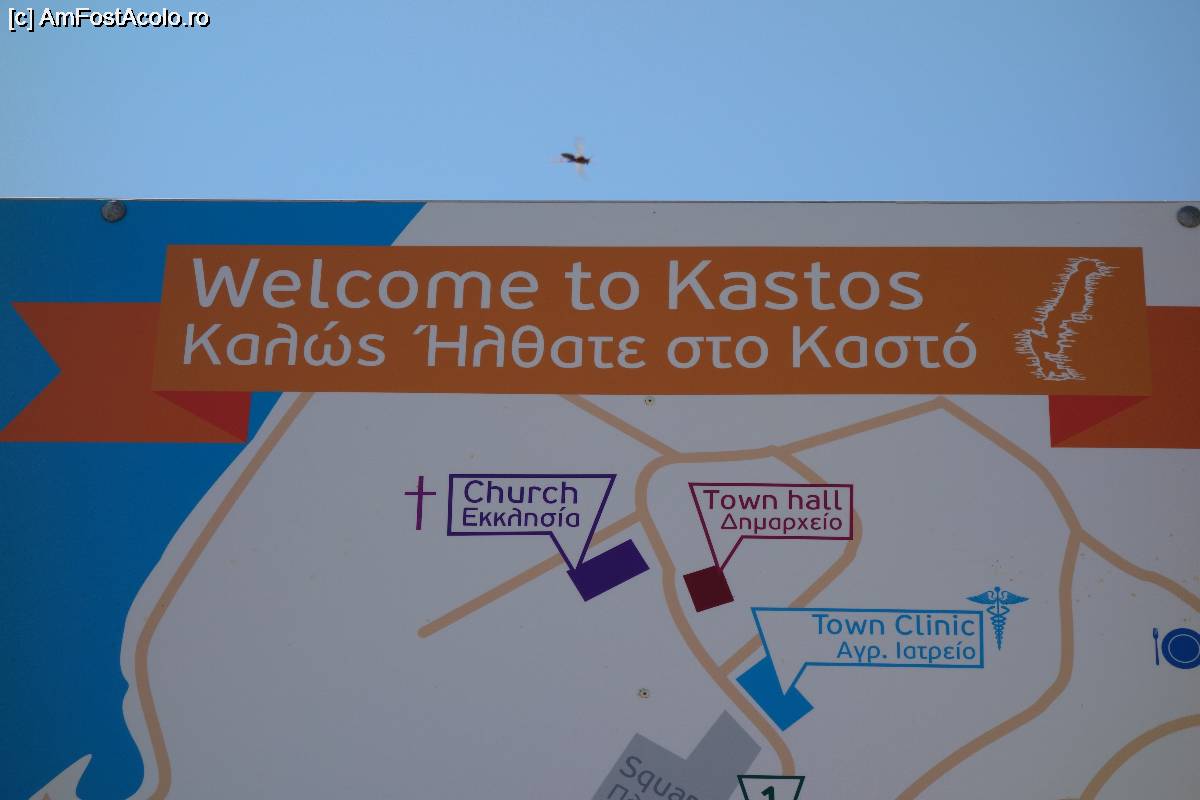 [c] AmFostAcolo.ro
Welcome to Kastos
Καλώς Ήλθατε στο Καστό
Church
Εκκλησία
Town hall
Δημαρχείο
Town Clinic
Αγρ. Ιατρείο
1